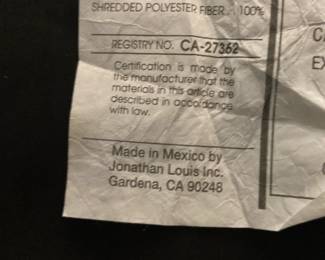 SHREDDED POLYESTER FIBER... 100%
REGISTRY NO. CA-27362
Certification is made by
the manufacturer that the
materials in this article are
described in accordance
with law.
Made in Mexico by
Jonathan Louis Inc.
Gardena, CA 90248